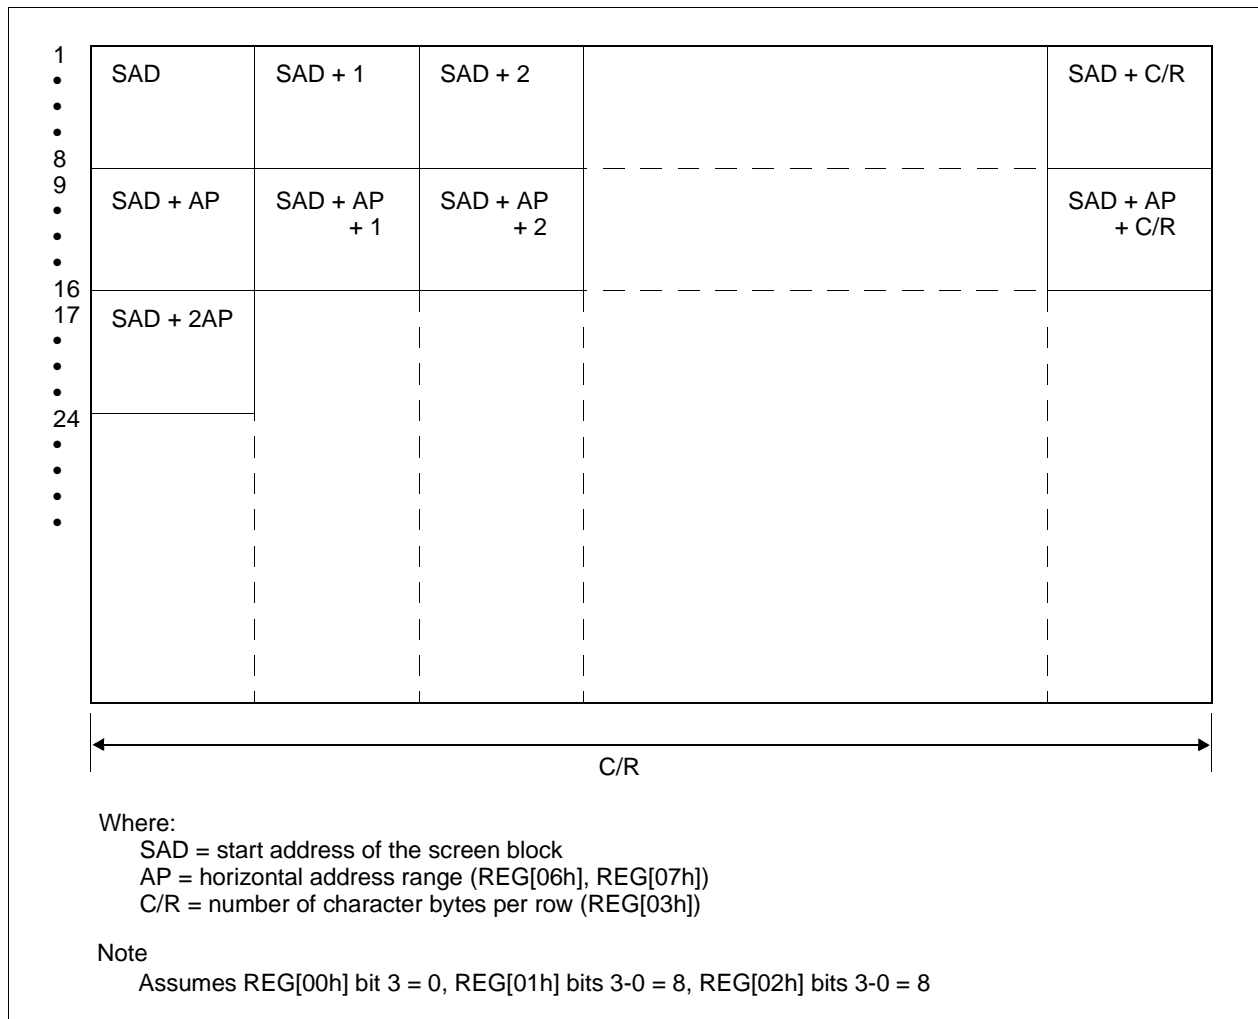 1
•
•
•
8
9
•
•
•
16
17
•
•
•
24
•
•
•
•
SAD SAD + 1 SAD + 2 SAD + C/R
SAD + AP SAD + AP SAD + AP SAD + AP
+ 1 + 2 + C/R
SAD + 2AP
C/R
Where:
SAD = start address of the screen block
AP = horizontal address range (REG[06h], REG[07h])
C/R = number of character bytes per row (REG[03h])
Note
Assumes REG[00h] bit 3 = 0, REG[01h] bits 3-0 = 8, REG[02h] bits 3-0 = 8